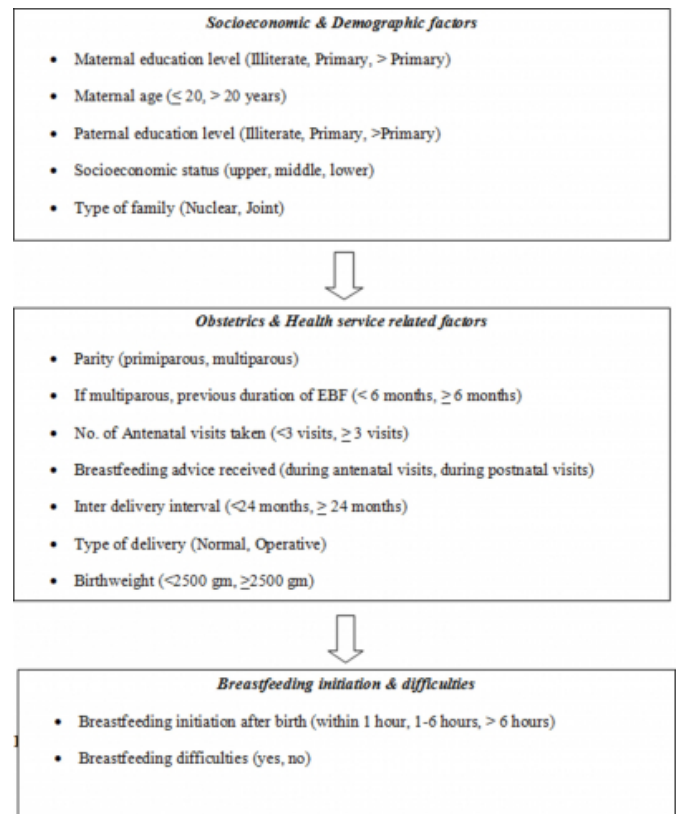 Socioeconomic & Demographic factors
• Maternal education level (Illiterate, Primary, > Primary)
• Maternal age (≤ 20, > 20 years)
• Paternal education level (Illiterate, Primary, >Primary)
• Socioeconomic status (upper, middle, lower)
• Type of family (Nuclear, Joint)
Obstetrics & Health service related factors
• Parity (primiparous, multiparous)
• If multiparous, previous duration of EBF (< 6 months, ≥ 6 months)
• No. of Antenatal visits taken (<3 visits, ≥ 3 visits)
• Breastfeeding advice received (during antenatal visits, during postnatal visits)
• Inter delivery interval (<24 months, ≥ 24 months)
• Type of delivery (Normal, Operative)
• Birthweight (<2500 gm, ≥2500 gm)
Breastfeeding initiation & difficulties
• Breastfeeding initiation after birth (within 1 hour, 1-6 hours, > 6 hours)
• Breastfeeding difficulties (yes, no)